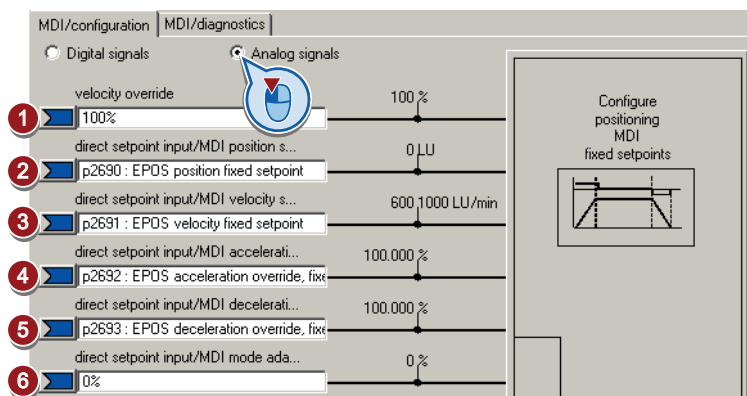 MDI/configuration MDI/diagnostics
Digital signals Analog signals
velocity override 100 %
1 100%
direct setpoint input/MDI position s... 0 LU
2 p2690 : EPOS position fixed setpoint
direct setpoint input/MDI velocity s... 600 1000 LU/min
3 p2691 : EPOS velocity fixed setpoint
direct setpoint input/MDI accelerati... 100.000 %
4 p2692 : EPOS acceleration override, fixe
direct setpoint input/MDI decelerati... 100.000 %
5 p2693 : EPOS deceleration override, fixe
direct setpoint input/MDI mode ada... 0 %
6 0%
Configure
positioning
MDI
fixed setpoints